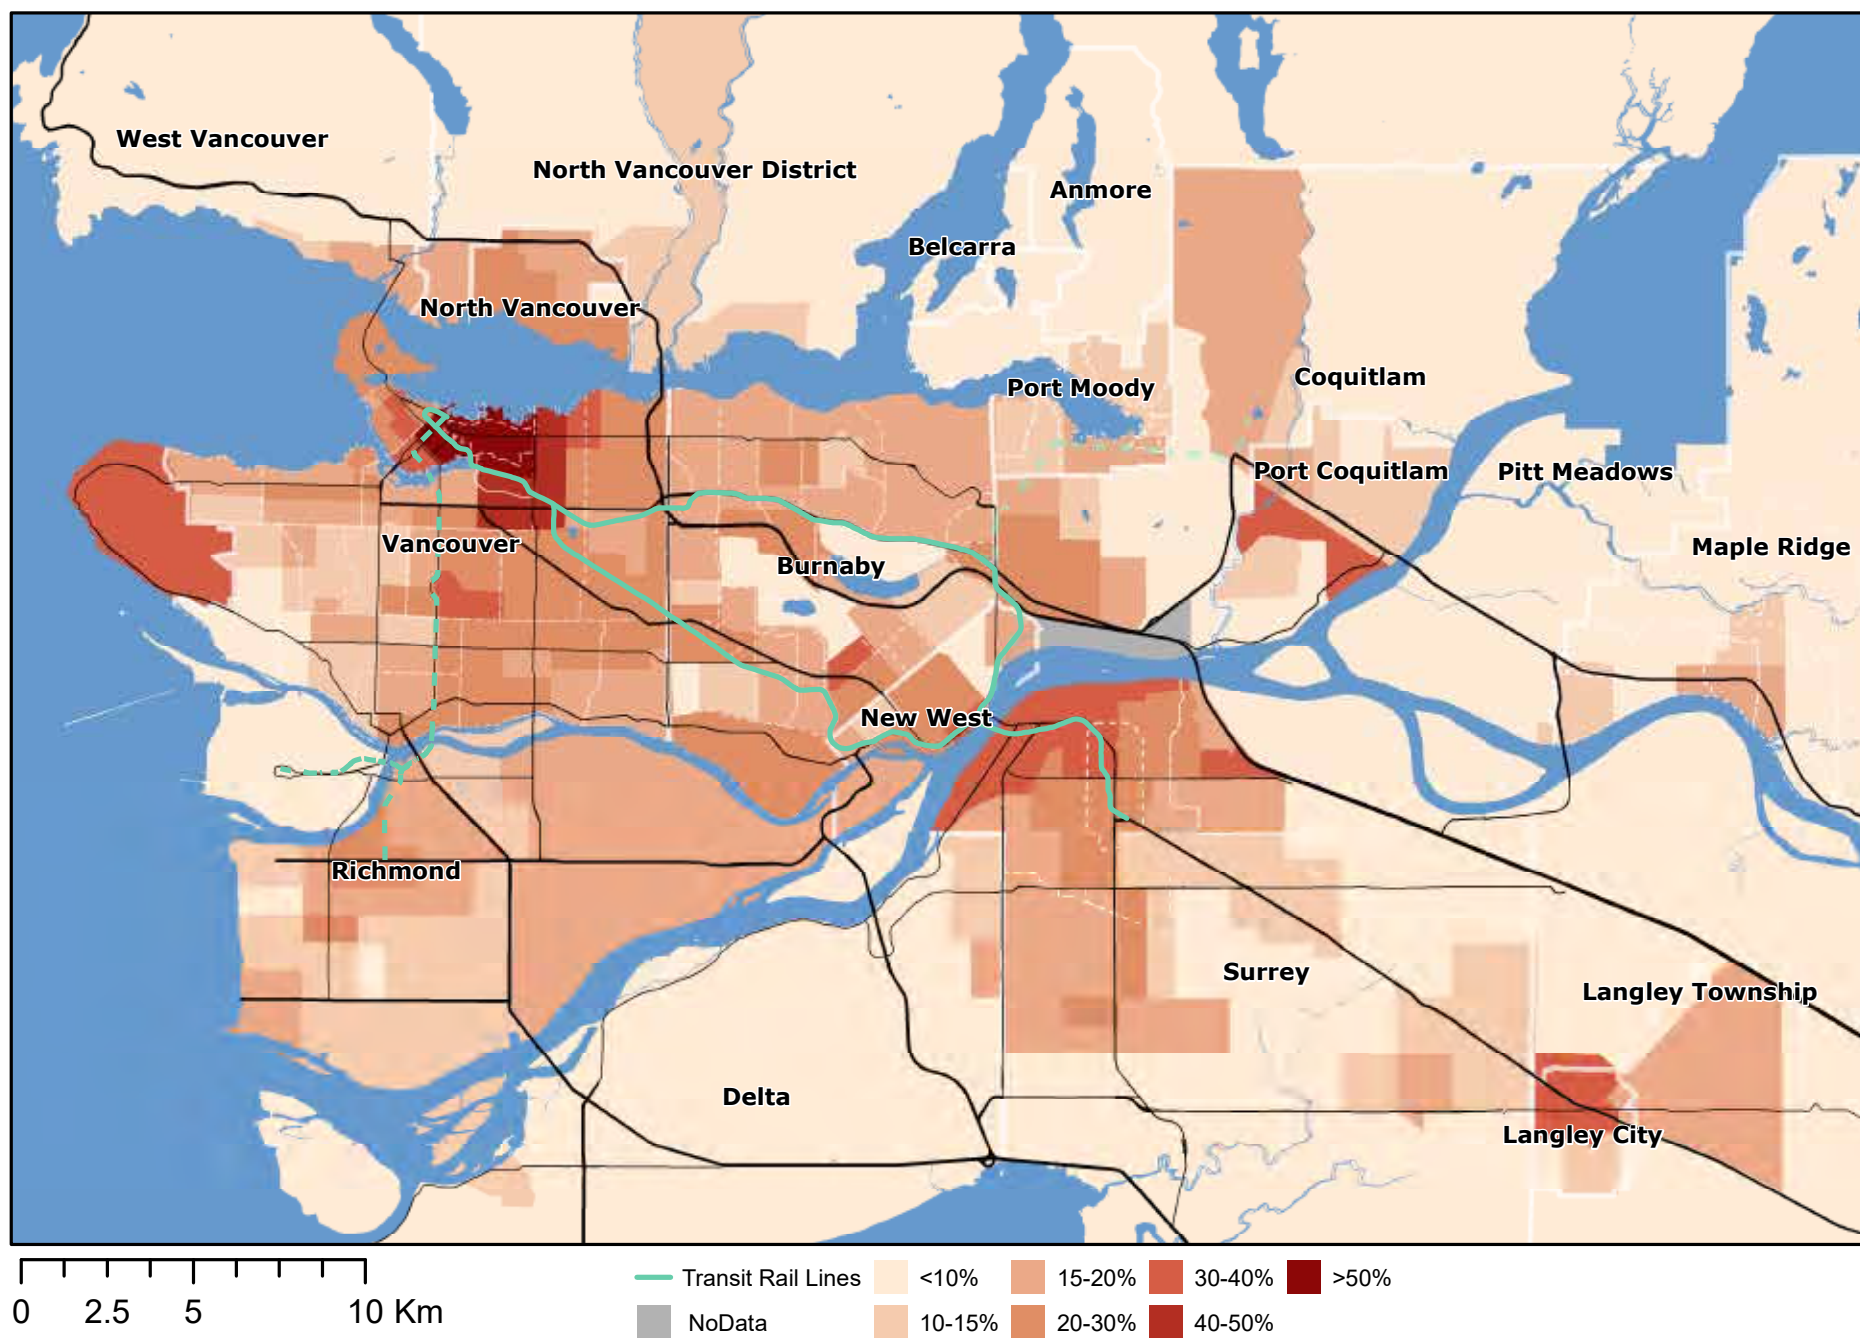 West Vancouver
North Vancouver District
Anmore
Belcarra
North Vancouver
Port Moody
Coquitlam
Port Coquitlam
Pitt Meadows
Vancouver
Burnaby
Maple Ridge
New West
Richmond
Surrey
Langley Township
Delta
Langley City
0 2.5 5 10 Km
Transit Rail Lines <10% 15-20% 30-40% >50%
NoData 10-15% 20-30% 40-50%